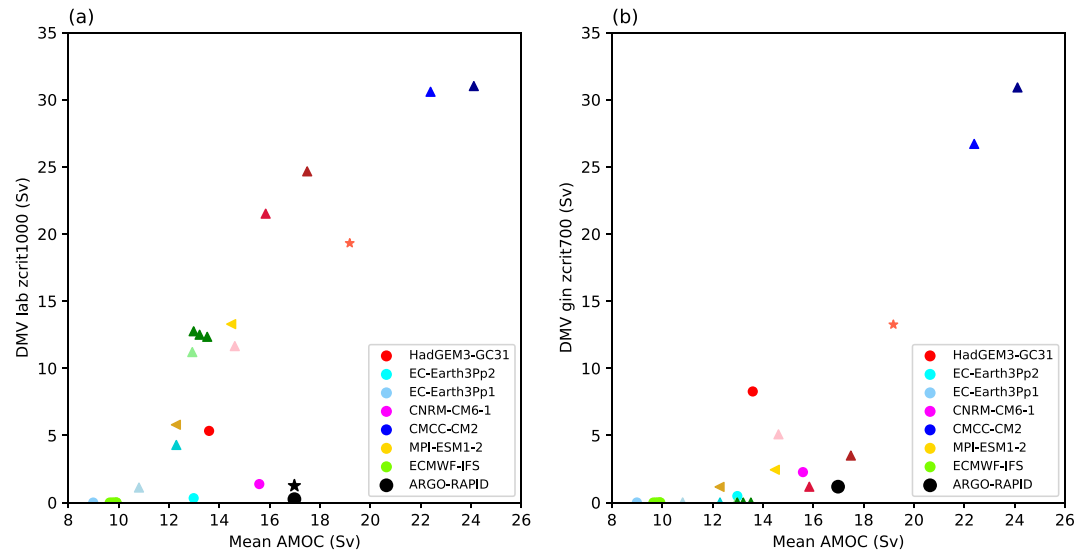 (a)
35
30
25
20
15
10
5
0
DMV lab zcrit1000 (Sv)
8 10 12 14 16 18 20 22 24 26
Mean AMOC (Sv)
HadGEM3-GC31
EC-Earth3Pp2
EC-Earth3Pp1
CNRM-CM6-1
CMCC-CM2
MPI-ESM1-2
ECMWF-IFS
ARGO-RAPID
(b)
35
30
25
20
15
10
5
0
DMV gin zcrit700 (Sv)
8 10 12 14 16 18 20 22 24 26
Mean AMOC (Sv)
HadGEM3-GC31
EC-Earth3Pp2
EC-Earth3Pp1
CNRM-CM6-1
CMCC-CM2
MPI-ESM1-2
ECMWF-IFS
ARGO-RAPID